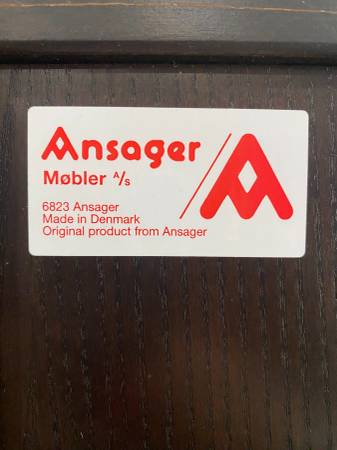 Ansager
Møbler A/s
6823 Ansager
Made in Denmark
Original product from Ansager